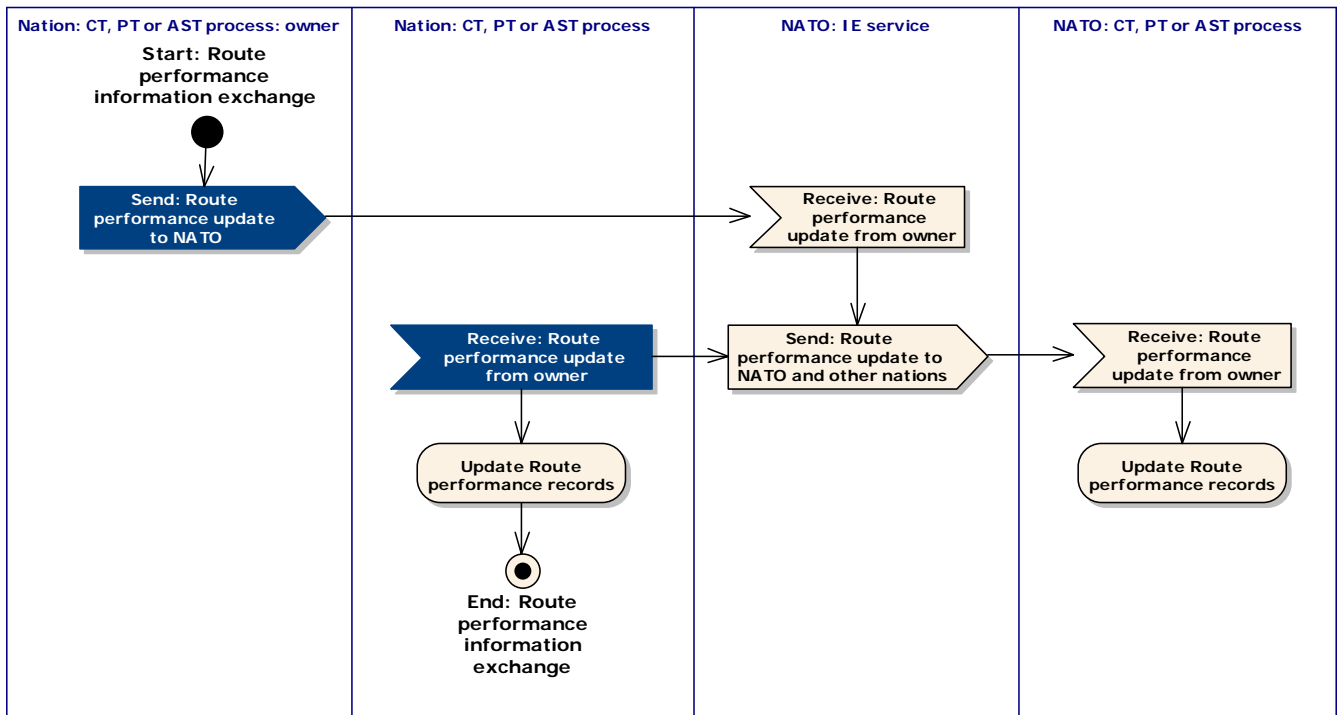 Nation: CT, PT or AST process: owner
Nation: CT, PT or AST process
NATO: IE service
NATO: CT, PT or AST process
Start: Route
performance
information exchange
Send: Route
performance update
to NATO
Receive: Route
performance
update from owner
Receive: Route
performance update
from owner
Send: Route
performance update to
NATO and other nations
Receive: Route
performance
update from owner
Update Route
performance records
Update Route
performance records
End: Route
performance
information
exchange